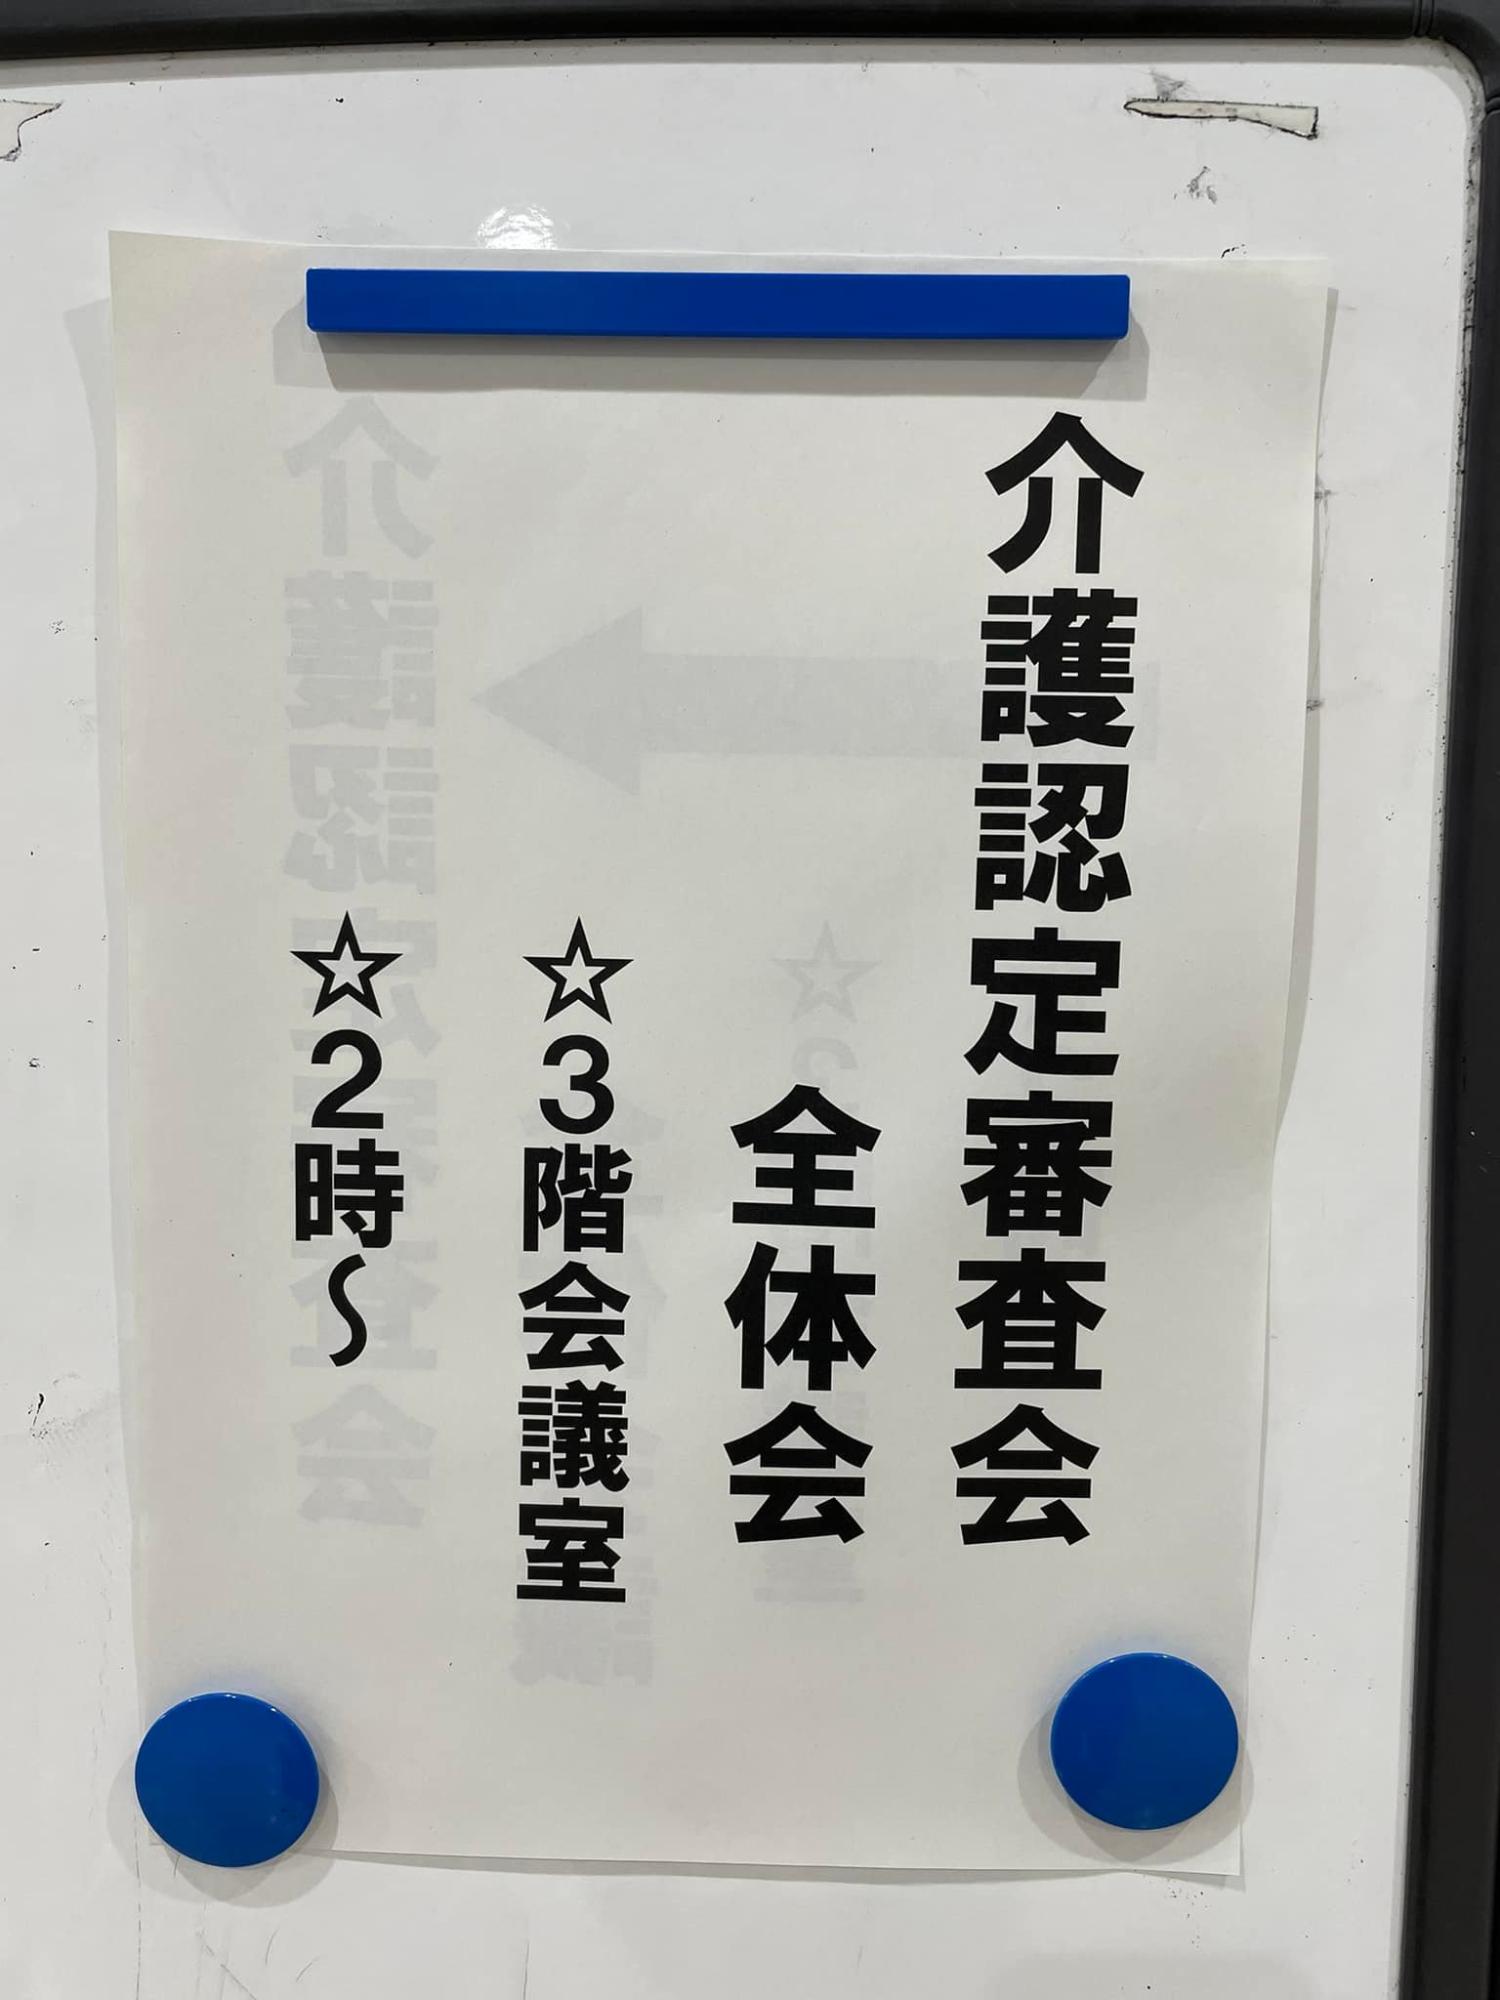 介護認定審査会
全体会
☆3階会議室
☆2時～